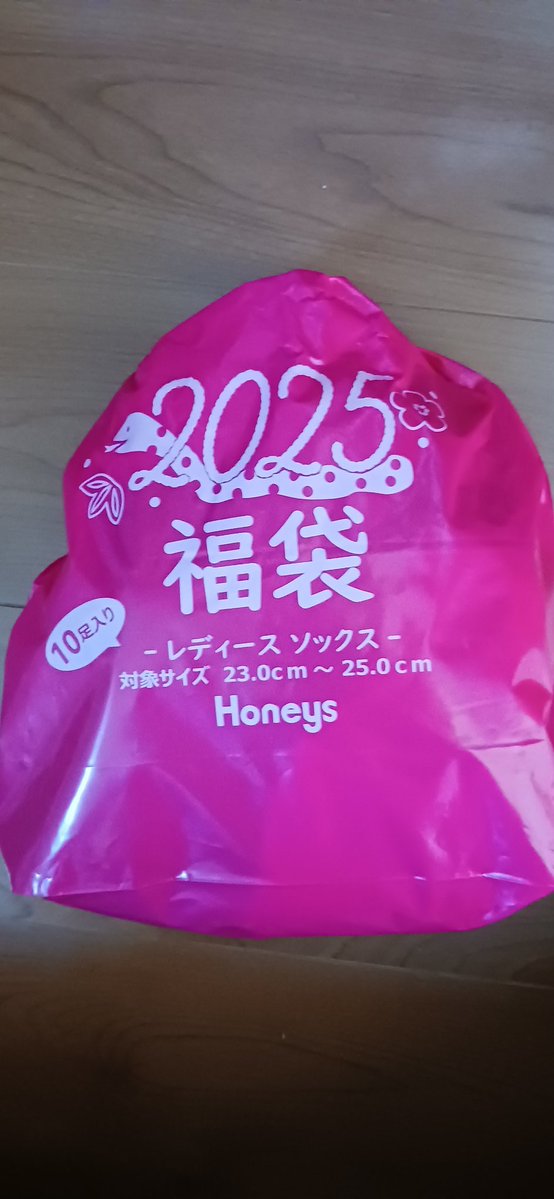 2025
福袋
10足入り
- レディース ソックス -
対象サイズ 23.0cm ～ 25.0cm
Honeys